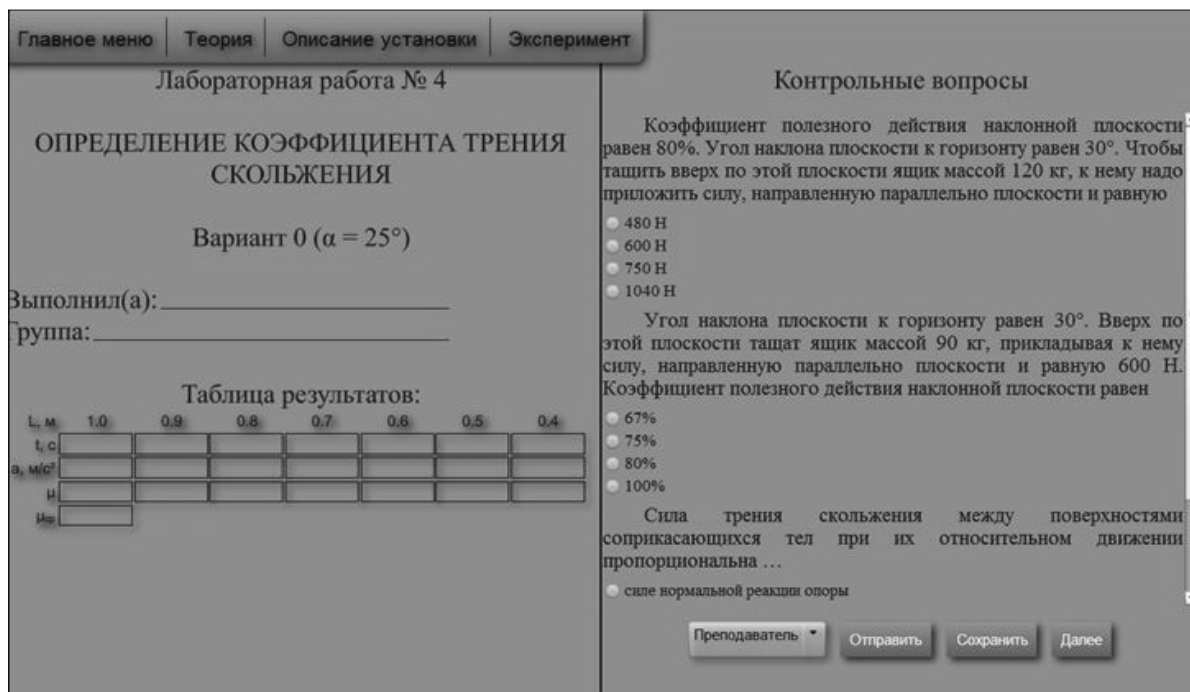 Главное меню Теория Описание установки Эксперимент
Лабораторная работа № 4
ОПРЕДЕЛЕНИЕ КОЭФФИЦИЕНТА ТРЕНИЯ
СКОЛЬЖЕНИЯ
Вариант 0 (α = 25°)
Выполнил(а):
Группа:
Таблица результатов:
L, м 1.0 0.9 0.8 0.7 0.6 0.5 0.4
t, с
a, м/с²
μ
μср
Контрольные вопросы
Коэффициент полезного действия наклонной плоскости
равен 80%. Угол наклона плоскости к горизонту равен 30°. Чтобы
тащить вверх по этой плоскости ящик массой 120 кг, к нему надо
приложить силу, направленную параллельно плоскости и равную
480 Н
600 Н
750 Н
1040 Н
Угол наклона плоскости к горизонту равен 30°. Вверх по
этой плоскости тащат ящик массой 90 кг, прикладывая к нему
силу, направленную параллельно плоскости и равную 600 Н.
Коэффициент полезного действия наклонной плоскости равен
67%
75%
80%
100%
Сила трения скольжения между поверхностями
соприкасающихся тел при их относительном движении
пропорциональна …
силе нормальной реакции опоры
Преподаватель Отправить Сохранить Далее